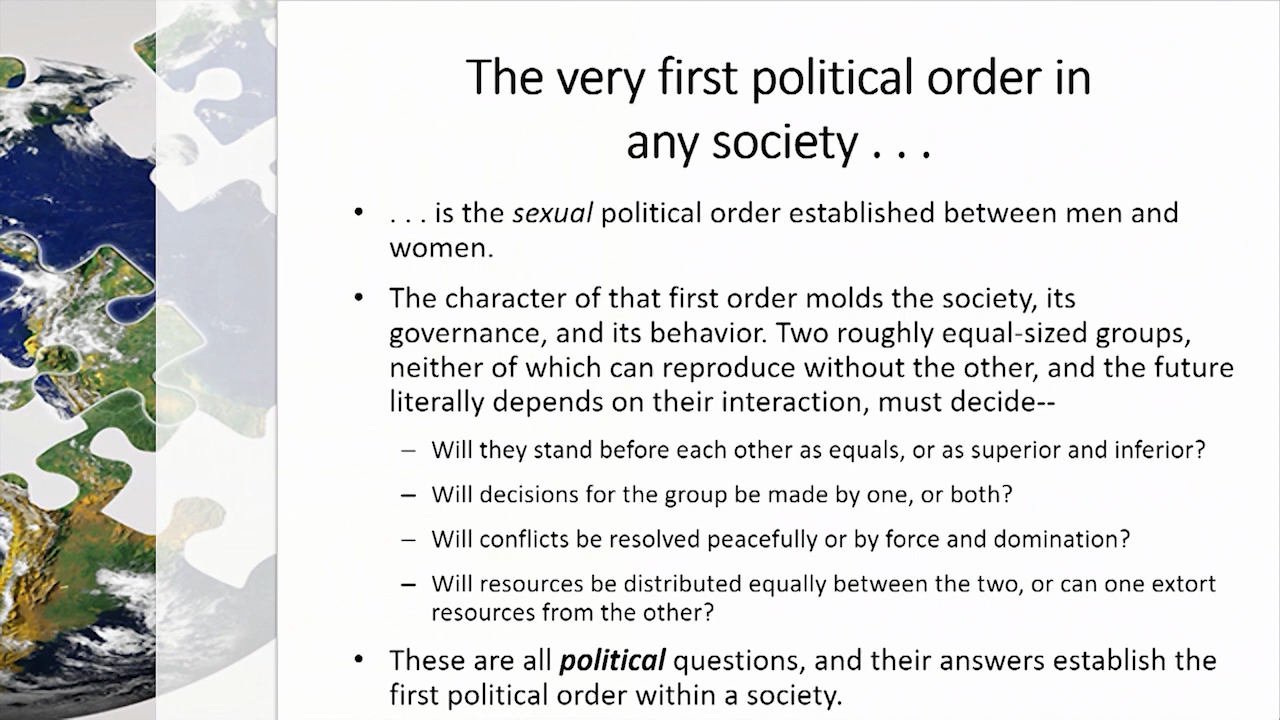 The very first political order in
any society . . .
• . . . is the sexual political order established between men and
women.
• The character of that first order molds the society, its
governance, and its behavior. Two roughly equal-sized groups,
neither of which can reproduce without the other, and the future
literally depends on their interaction, must decide--
– Will they stand before each other as equals, or as superior and inferior?
– Will decisions for the group be made by one, or both?
– Will conflicts be resolved peacefully or by force and domination?
– Will resources be distributed equally between the two, or can one extort
resources from the other?
• These are all political questions, and their answers establish the
first political order within a society.